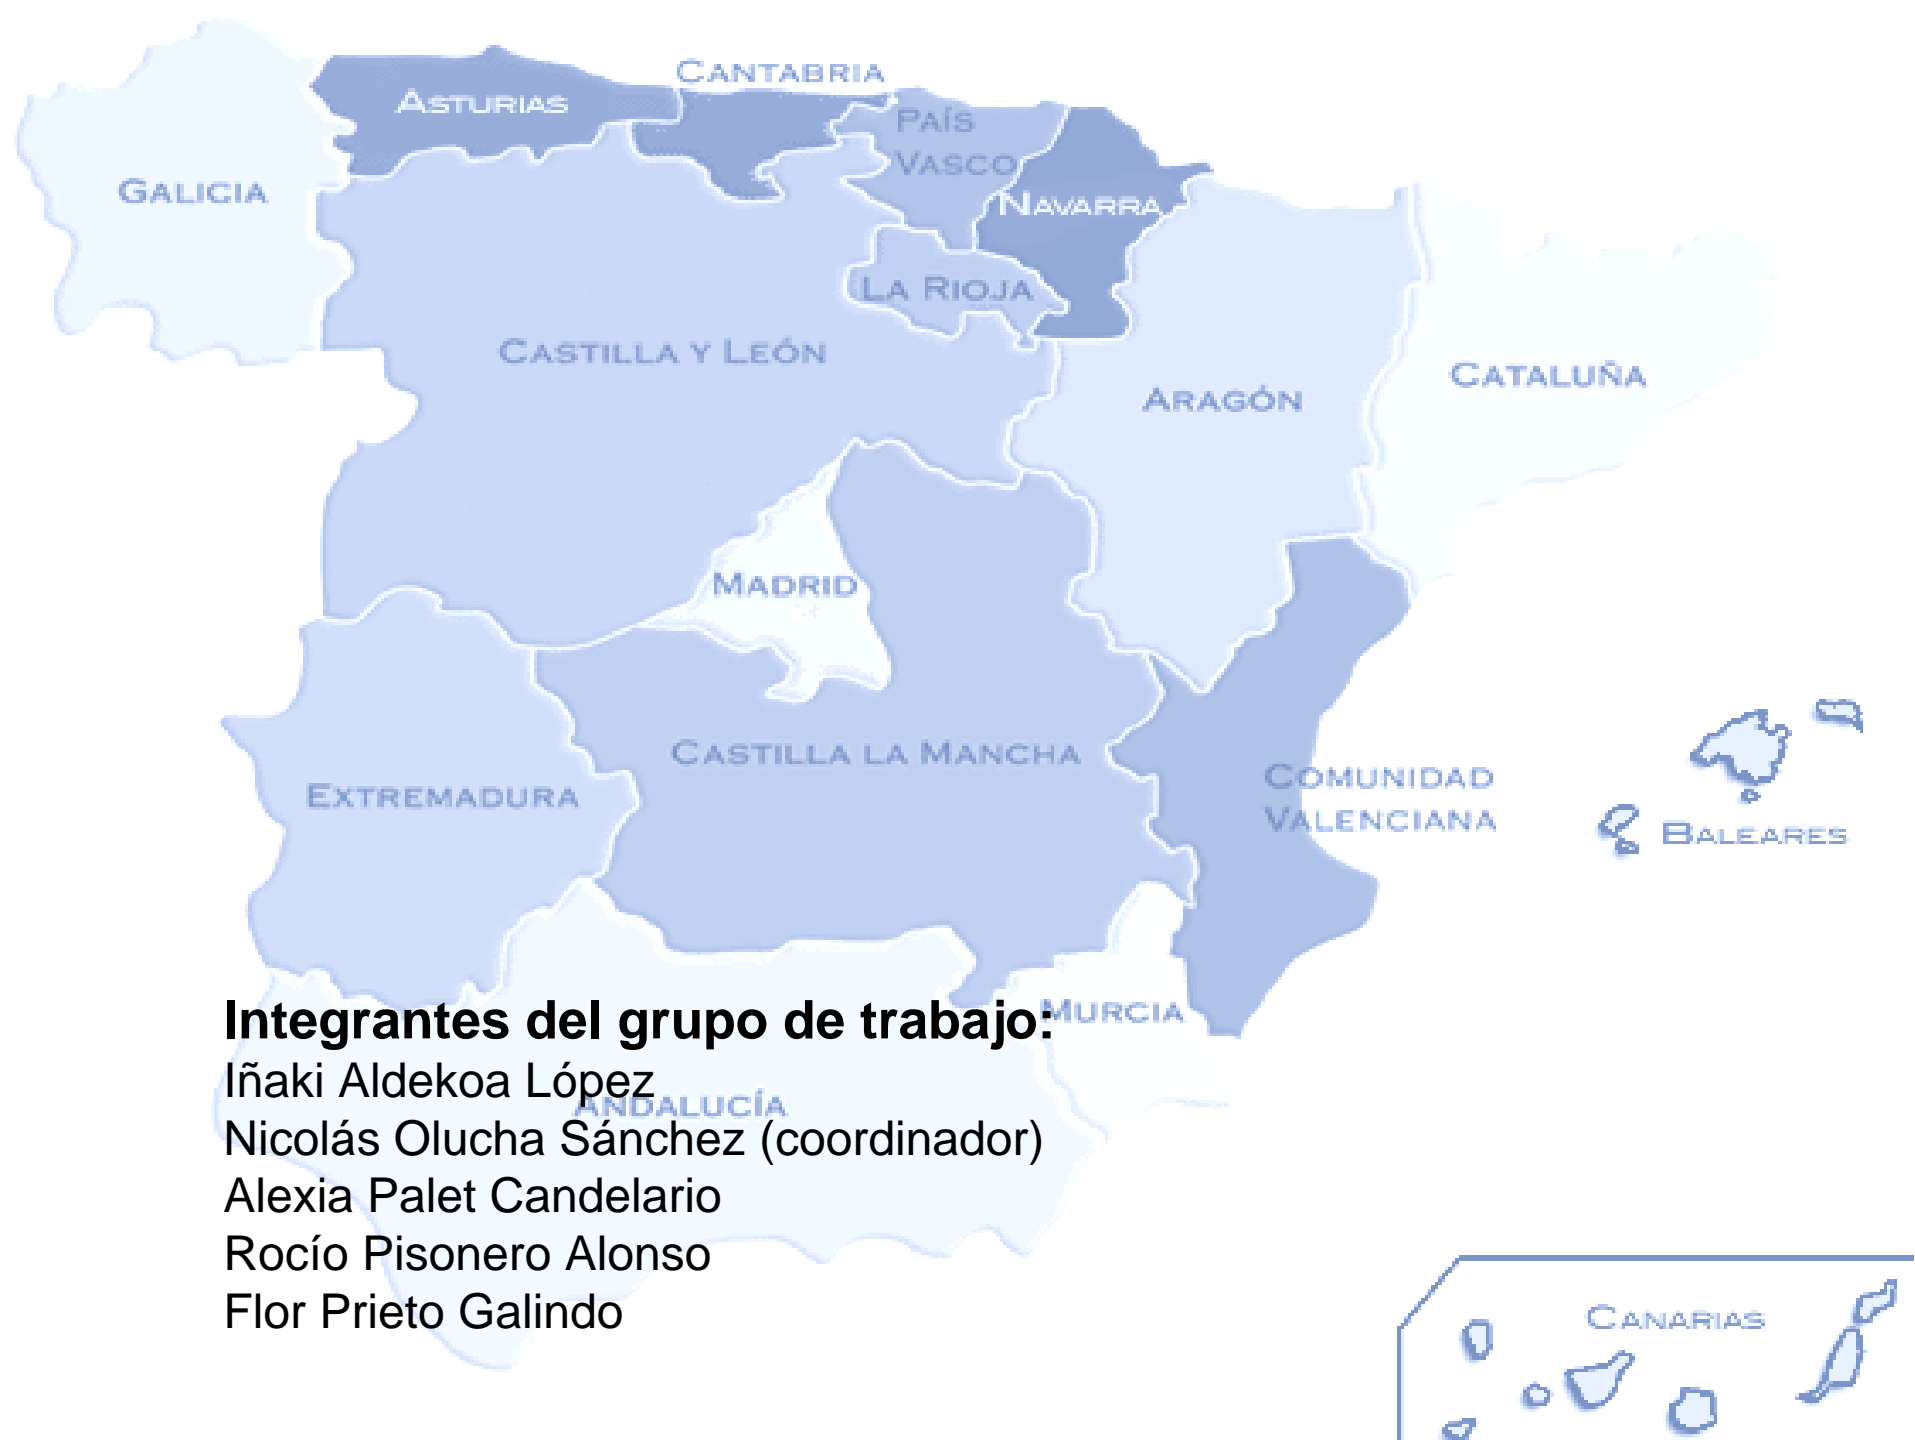 CANTABRIA
ASTURIAS
PAÍS
VASCO
GALICIA
NAVARRA
LA RIOJA
CASTILLA Y LEÓN
CATALUÑA
ARAGÓN
MADRID
CASTILLA LA MANCHA
EXTREMADURA
COMUNIDAD
VALENCIANA
BALEARES
MURCIA
Integrantes del grupo de trabajo:
Iñaki Aldekoa López
ANDALUCÍA
Nicolás Olucha Sánchez (coordinador)
Alexia Palet Candelario
Rocío Pisonero Alonso
Flor Prieto Galindo
CANARIAS